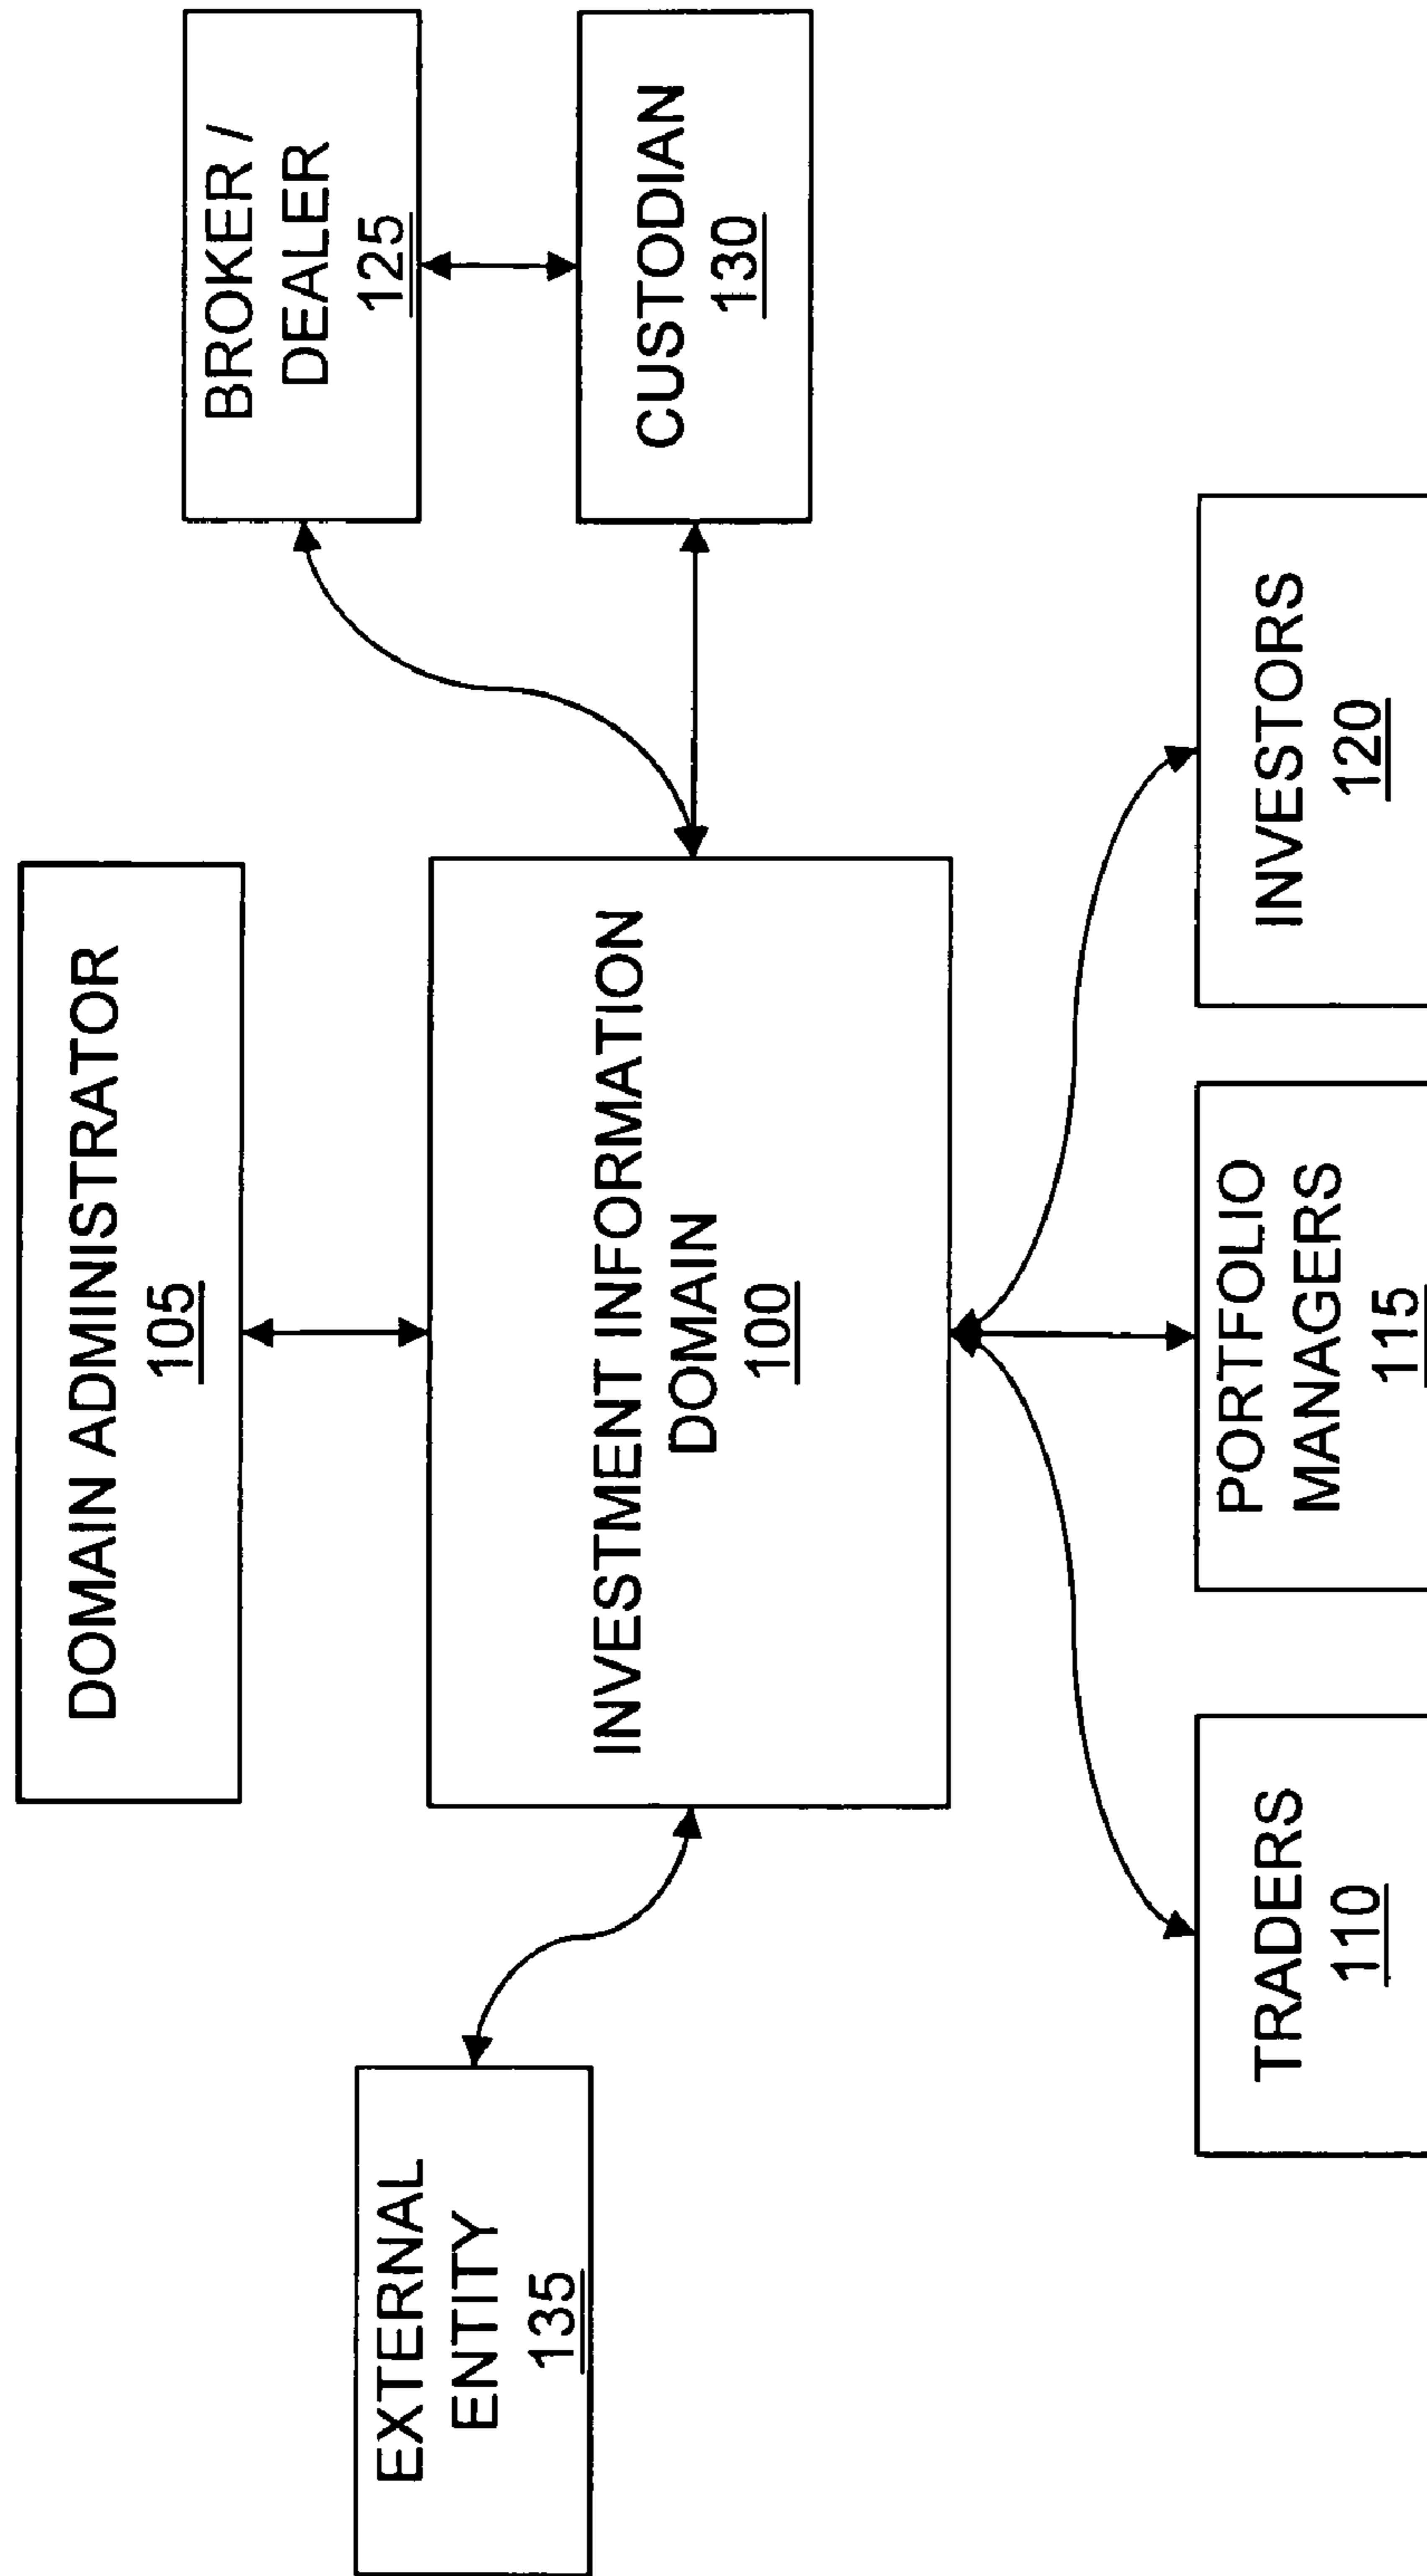 DOMAIN ADMINISTRATOR
105
BROKER /
DEALER
125
EXTERNAL
ENTITY
135
INVESTMENT INFORMATION
DOMAIN
100
CUSTODIAN
130
TRADERS
110
PORTFOLIO
MANAGERS
115
INVESTORS
120